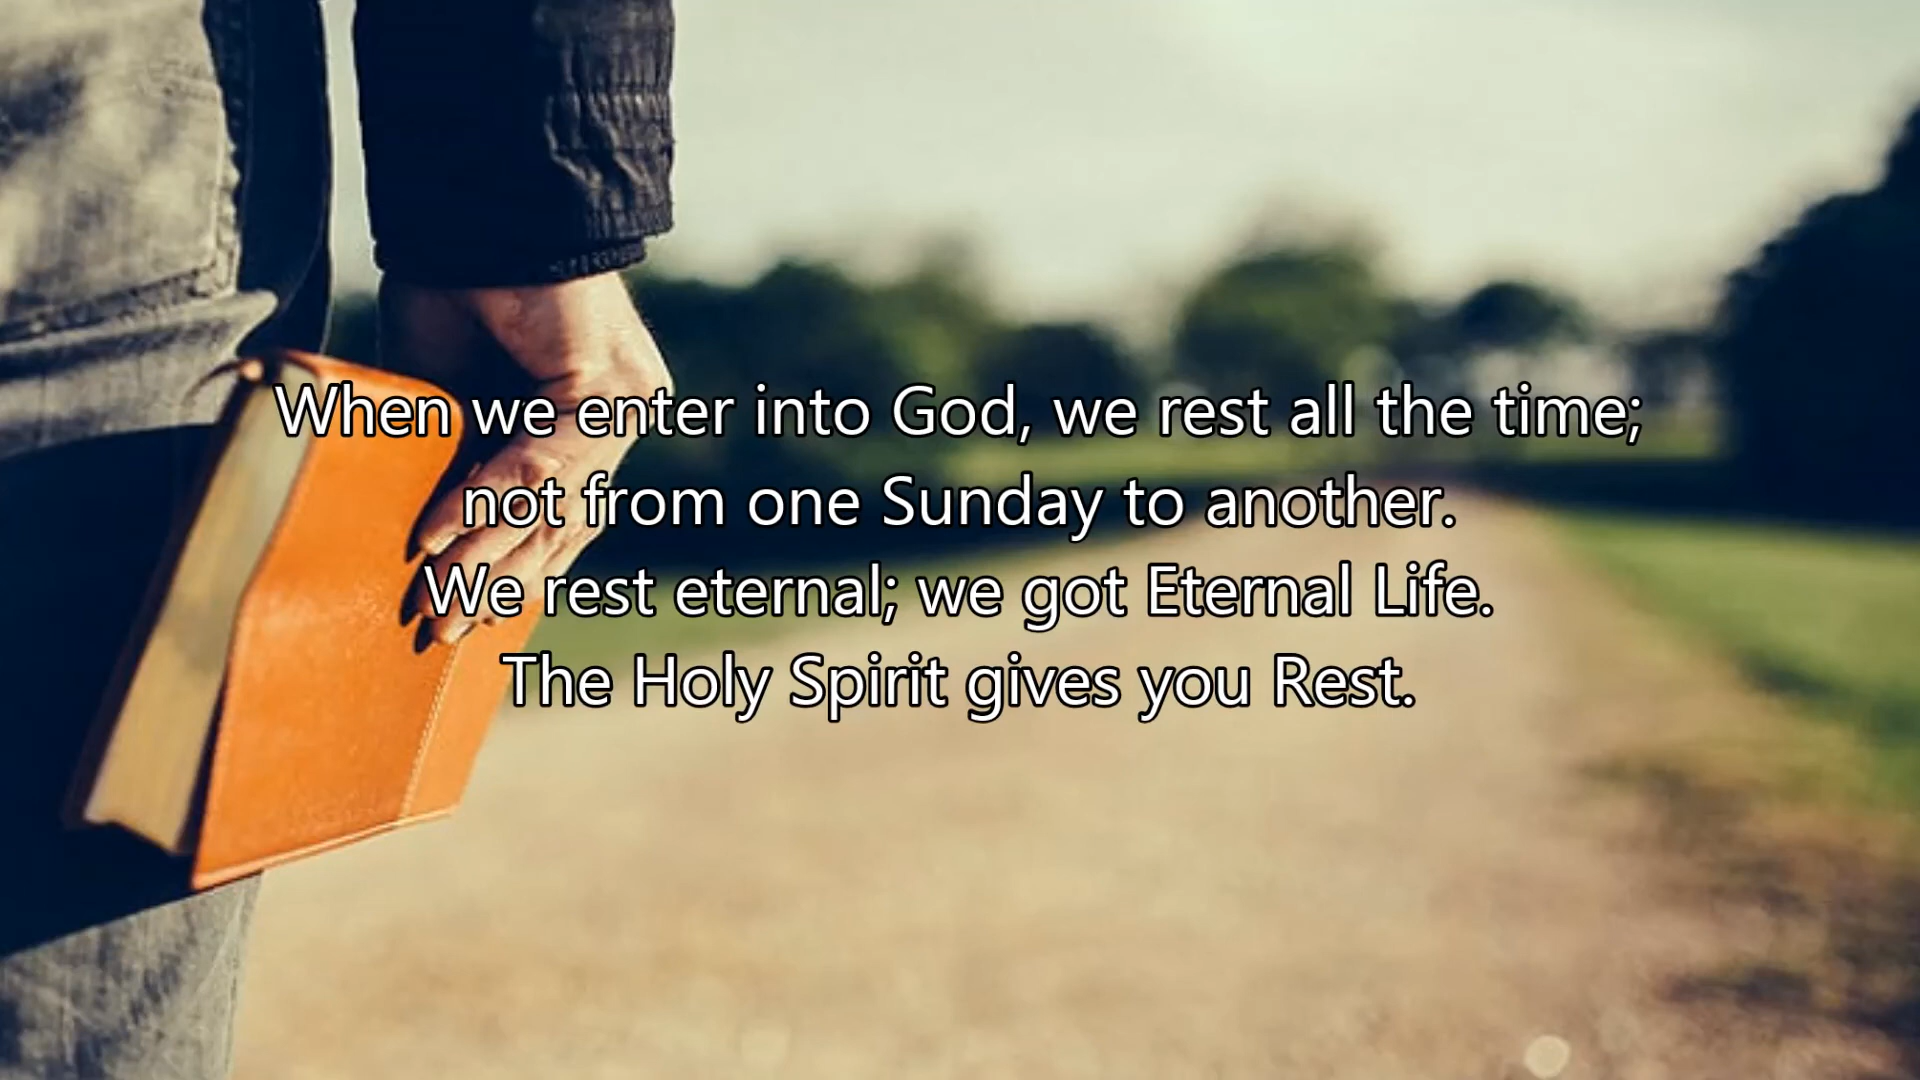 When we enter into God, we rest all the time;
not from one Sunday to another.
We rest eternal; we got Eternal Life.
The Holy Spirit gives you Rest.